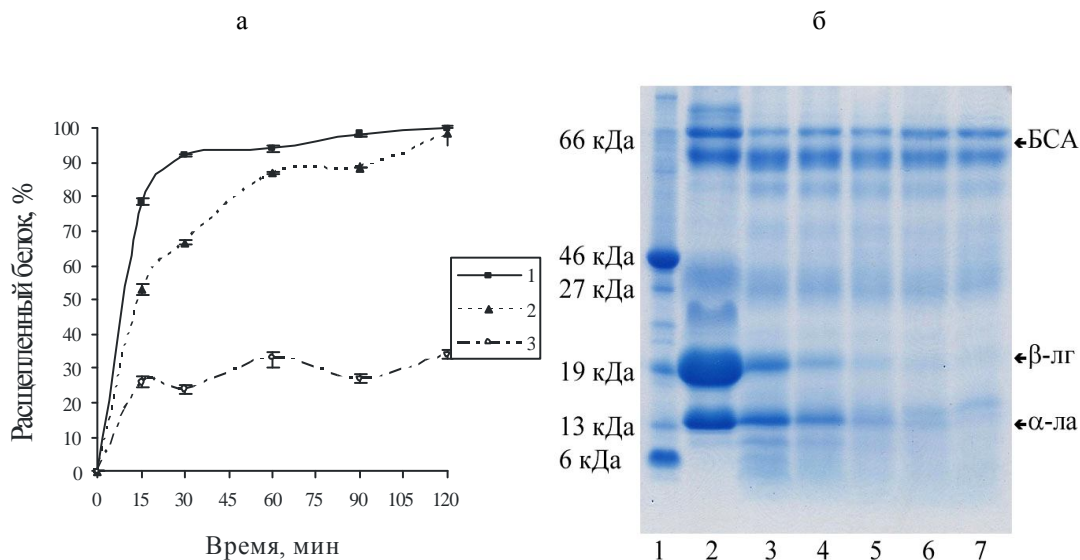 а
б
Расщепленный белок, %
100
90
80
70
60
50
40
30
20
10
0
0 15 30 45 60 75 90 105 120
Время, мин
1
2
3
66 кДа
46 кДа
27 кДа
19 кДа
13 кДа
6 кДа
БСА
β-лг
α-ла
1 2 3 4 5 6 7